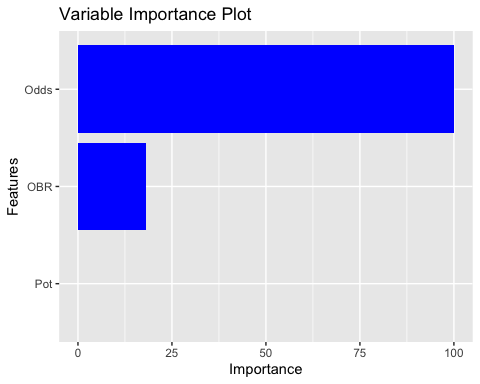 Variable Importance Plot
Features
Odds
OBR
Pot
0 25 50 75 100
Importance